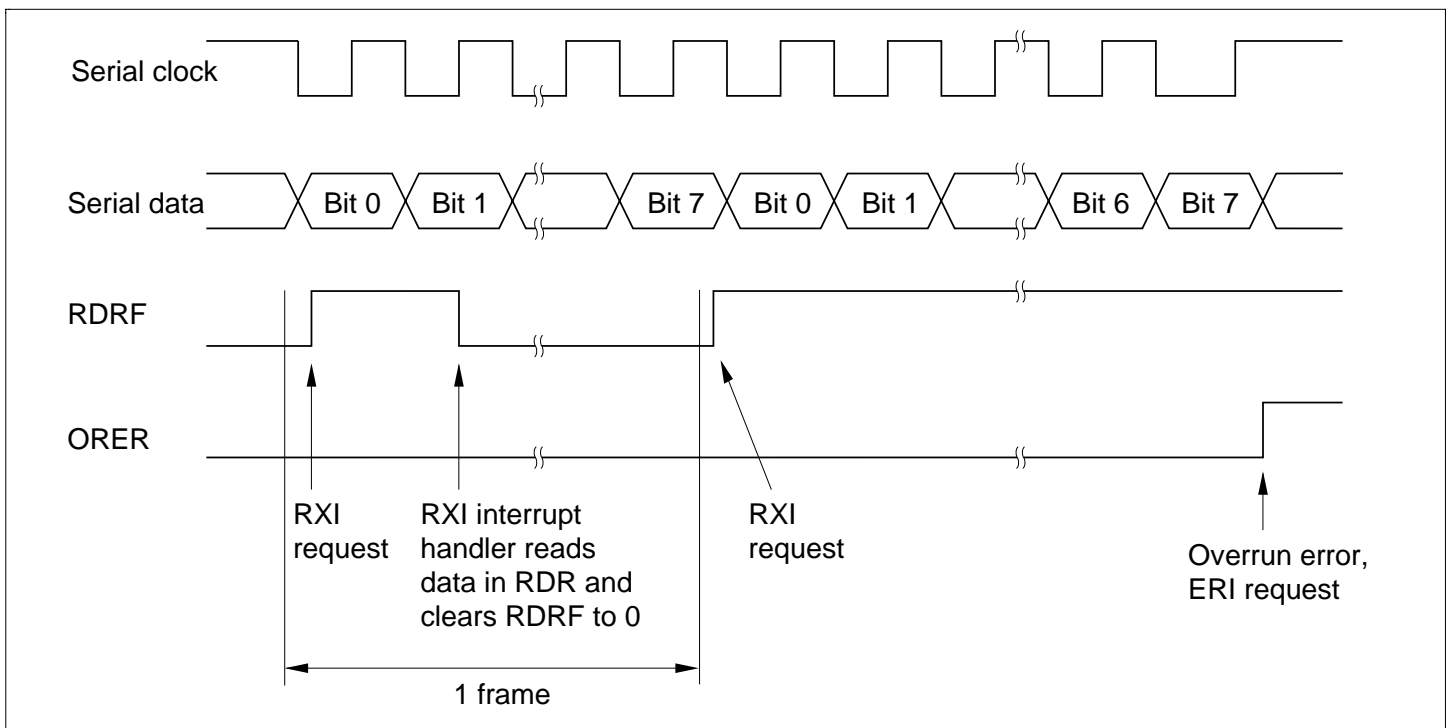 Serial clock
Serial data
Bit 0
Bit 1
Bit 7
Bit 0
Bit 1
Bit 6
Bit 7
RDRF
ORER
RXI
request
RXI interrupt
handler reads
data in RDR and
clears RDRF to 0
RXI
request
Overrun error,
ERI request
1 frame